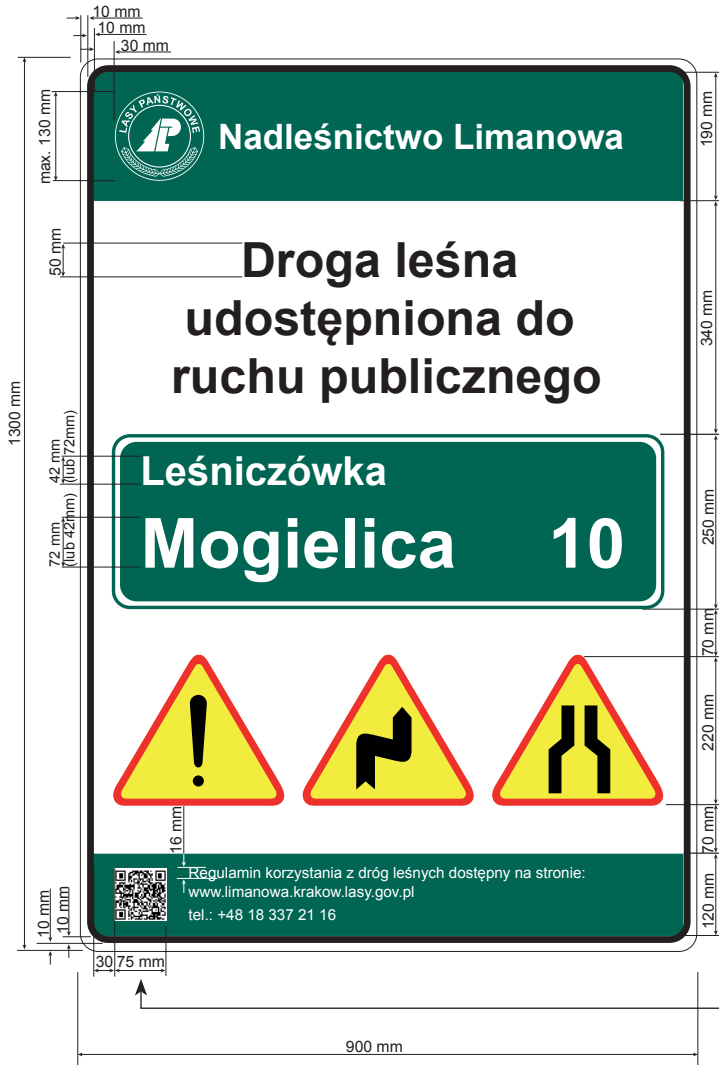 10 mm
10 mm
30 mm
1300 mm
max. 130 mm
LASY PAŃSTWOWE
LP
Nadleśnictwo Limanowa
190 mm
50 mm
Droga leśna
udostępniona do
ruchu publicznego
340 mm
42 mm
(lub 72mm)
Leśniczówka
72 mm
(lub 42mm)
Mogielica 10
250 mm
70 mm
220 mm
70 mm
16 mm
Regulamin korzystania z dróg leśnych dostępny na stronie:
www.limanowa.krakow.lasy.gov.pl
tel.: +48 18 337 21 16
120 mm
10 mm
10 mm
30
75 mm
900 mm